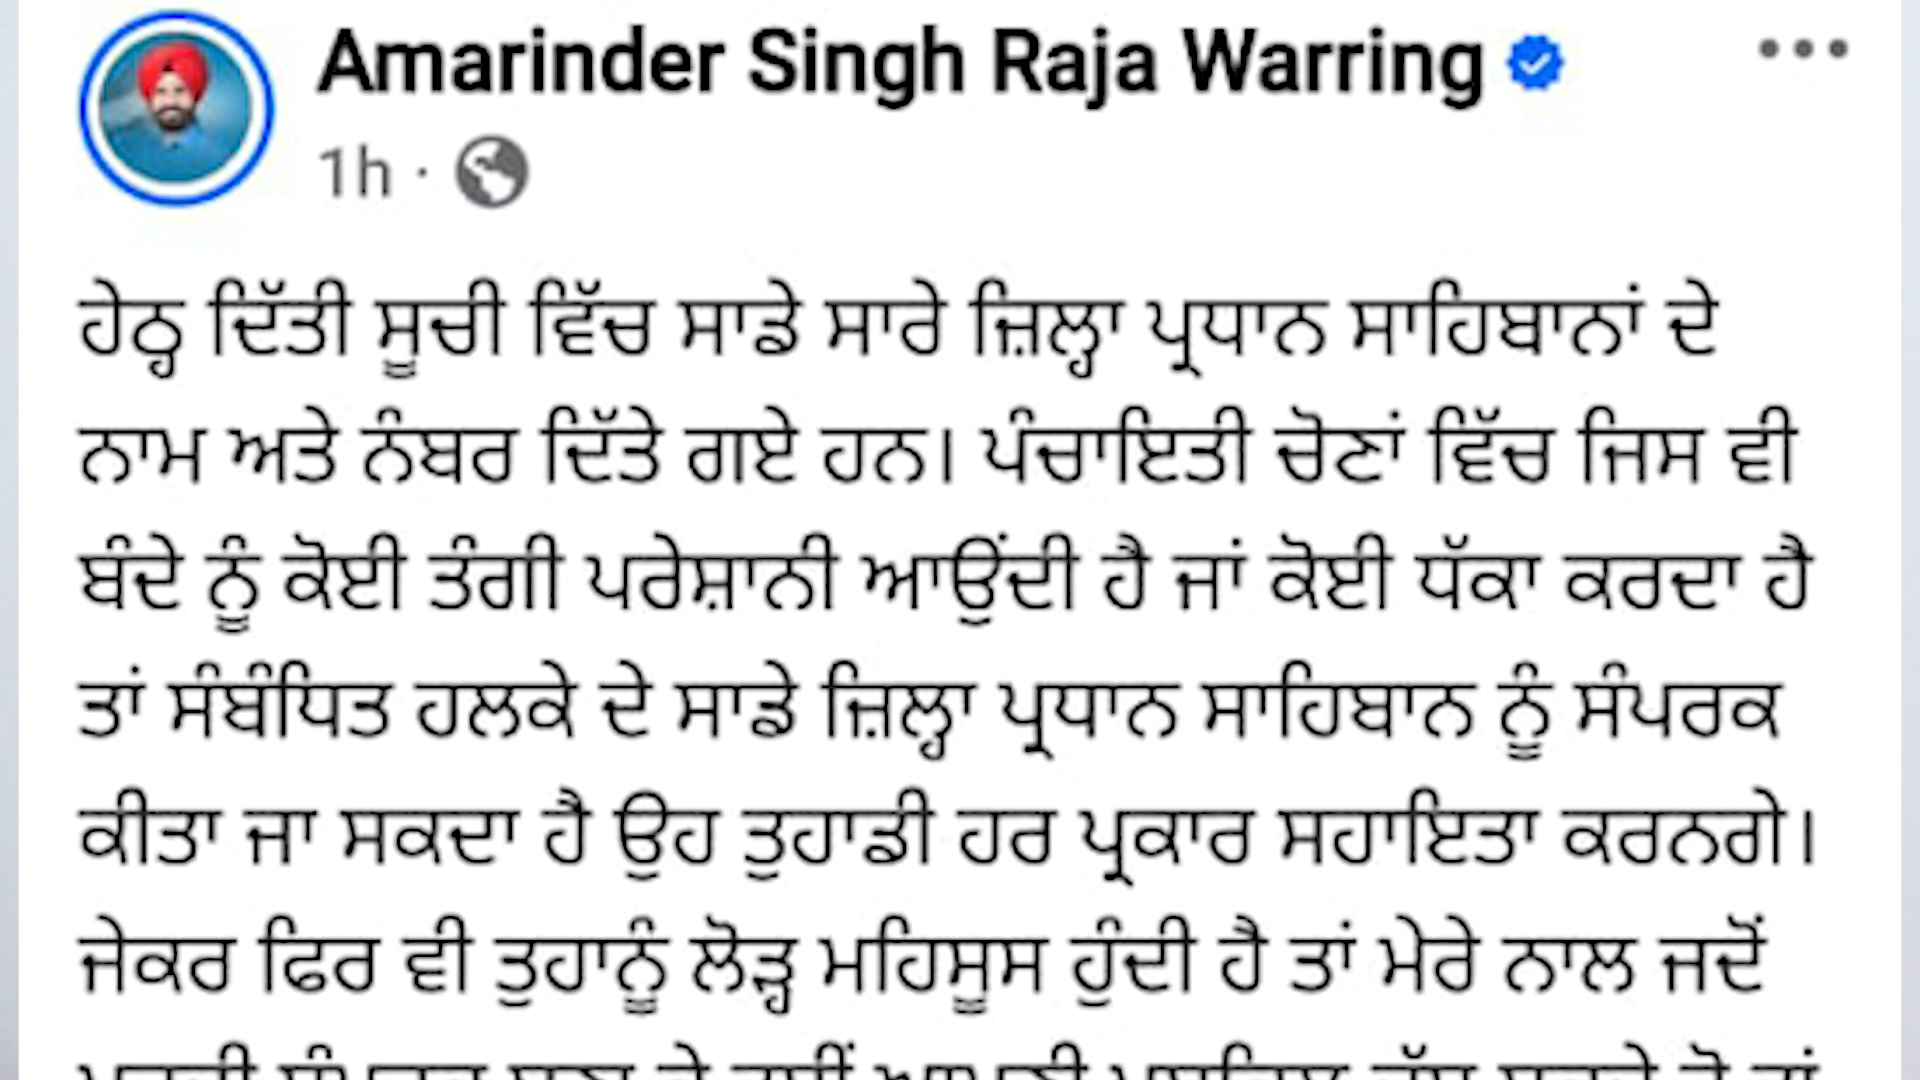 Amarinder Singh Raja Warring
1h ·
ਹੇਠ੍ਹ ਦਿੱਤੀ ਸੂਚੀ ਵਿੱਚ ਸਾਡੇ ਸਾਰੇ ਜ਼ਿਲ੍ਹਾ ਪ੍ਰਧਾਨ ਸਾਹਿਬਾਨਾਂ ਦੇ
ਨਾਮ ਅਤੇ ਨੰਬਰ ਦਿੱਤੇ ਗਏ ਹਨ। ਪੰਚਾਇਤੀ ਚੋਣਾਂ ਵਿੱਚ ਜਿਸ ਵੀ
ਬੰਦੇ ਨੂੰ ਕੋਈ ਤੰਗੀ ਪਰੇਸ਼ਾਨੀ ਆਉਂਦੀ ਹੈ ਜਾਂ ਕੋਈ ਧੱਕਾ ਕਰਦਾ ਹੈ
ਤਾਂ ਸੰਬੰਧਿਤ ਹਲਕੇ ਦੇ ਸਾਡੇ ਜ਼ਿਲ੍ਹਾ ਪ੍ਰਧਾਨ ਸਾਹਿਬਾਨ ਨੂੰ ਸੰਪਰਕ
ਕੀਤਾ ਜਾ ਸਕਦਾ ਹੈ ਉਹ ਤੁਹਾਡੀ ਹਰ ਪ੍ਰਕਾਰ ਸਹਾਇਤਾ ਕਰਨਗੇ।
ਜੇਕਰ ਫਿਰ ਵੀ ਤੁਹਾਨੂੰ ਲੋੜ੍ਹ ਮਹਿਸੂਸ ਹੁੰਦੀ ਹੈ ਤਾਂ ਮੇਰੇ ਨਾਲ ਜਦੋਂ